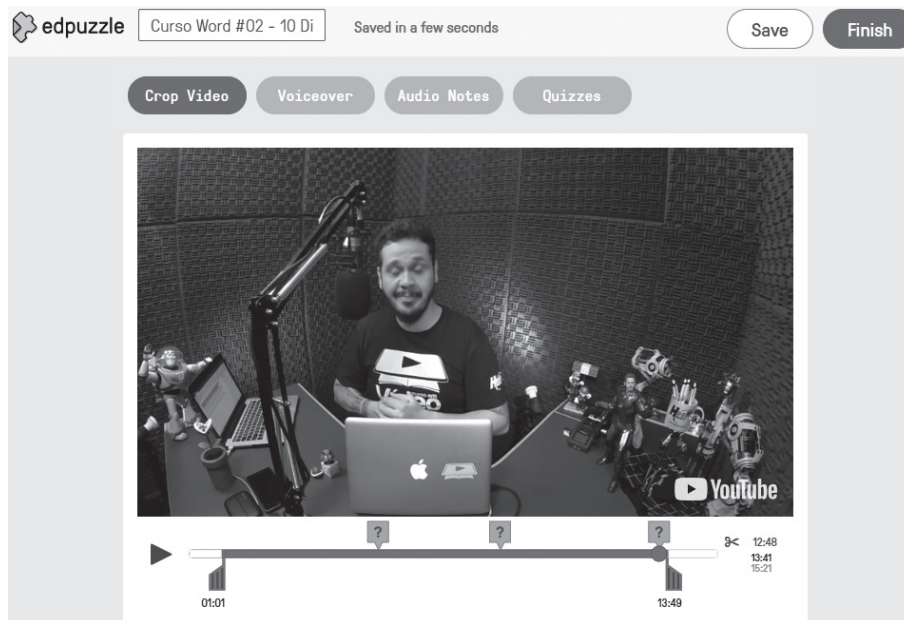 edpuzzle
Curso Word #02 - 10 Di
Saved in a few seconds
Save
Finish
Crop Video
Voiceover
Audio Notes
Quizzes
YouTube
?
?
?
12:48
13:41
15:21
01:01
13:49